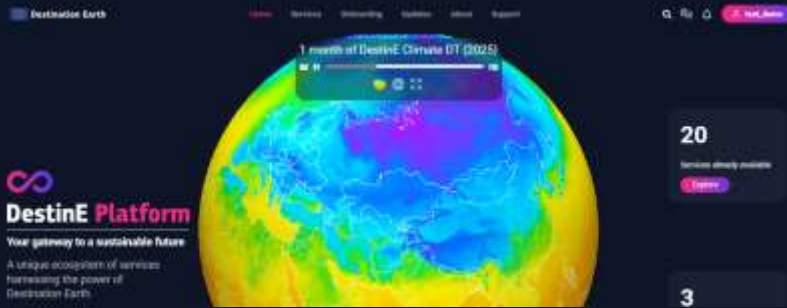 Destination Earth
Home Services Onboarding Updates About Support
test_demo
1 month of DestinE Climate DT (2025)
20
Services already available
Explore
DestinE Platform
Your gateway to a sustainable future
A unique ecosystem of services
harnessing the power of
Destination Earth
3